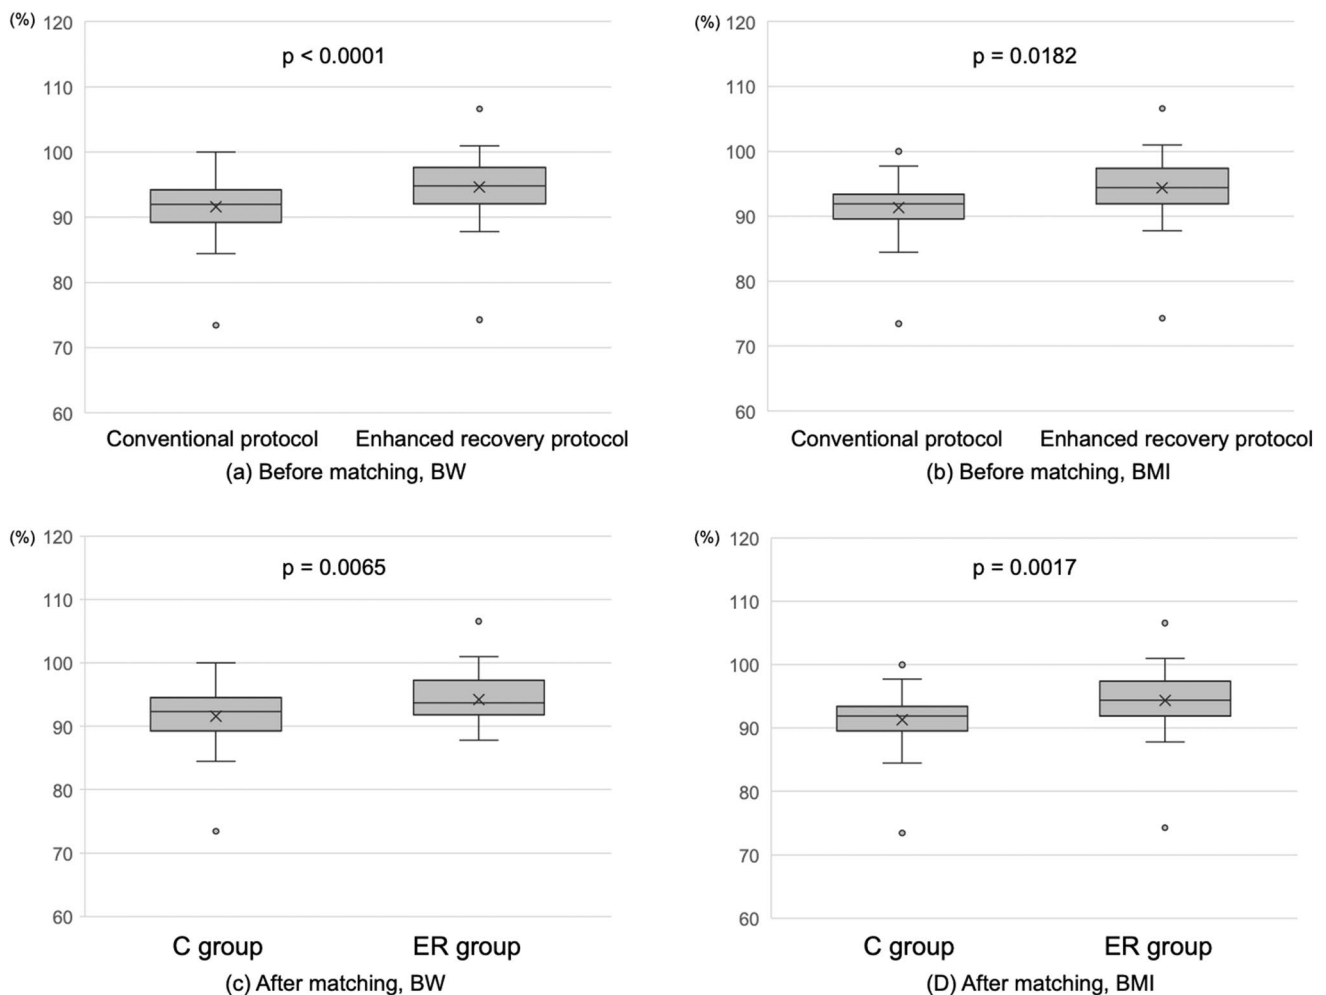 (%) 120
p < 0.0001
110
100
90
80
70
60
Conventional protocol Enhanced recovery protocol
(a) Before matching, BW
(%) 120
p = 0.0182
110
100
90
80
70
60
Conventional protocol Enhanced recovery protocol
(b) Before matching, BMI
(%) 120
p = 0.0065
110
100
90
80
70
60
C group ER group
(c) After matching, BW
(%) 120
p = 0.0017
110
100
90
80
70
60
C group ER group
(D) After matching, BMI